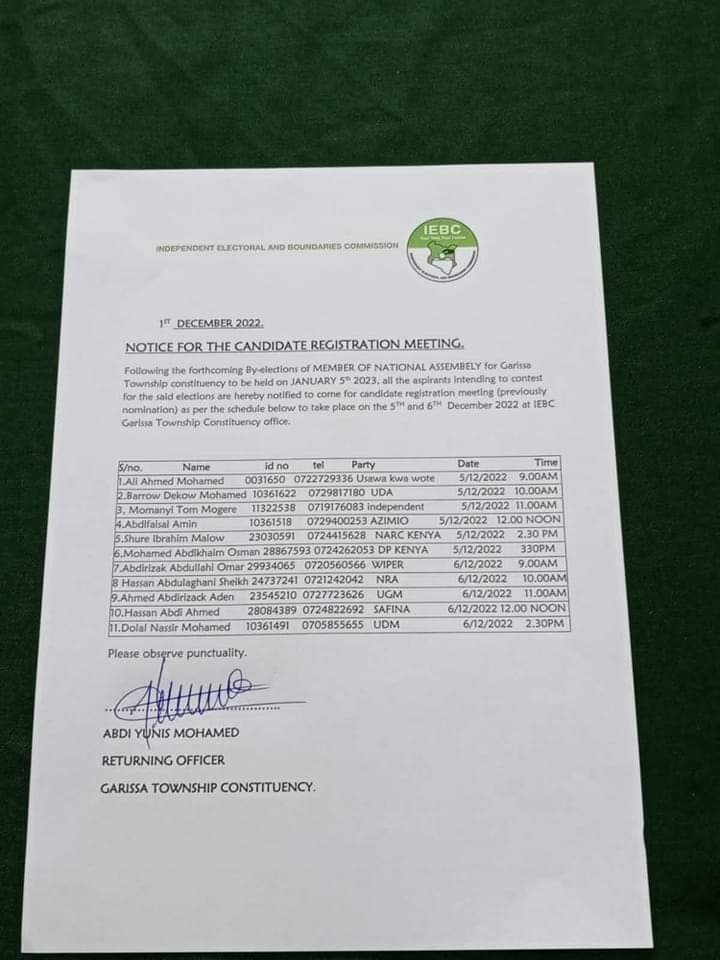 INDEPENDENT ELECTORAL AND BOUNDARIES COMMISSION
IEBC
1ST DECEMBER 2022.
NOTICE FOR THE CANDIDATE REGISTRATION MEETING.
Following the forthcoming By-elections of MEMBER OF NATIONAL ASSEMBELY for Garissa
Township constituency to be held on JANUARY 5th 2023, all the aspirants intending to contest
for the said elections are hereby notified to come for candidate registration meeting (previously
nomination) as per the schedule below to take place on the 5TH and 6TH December 2022 at IEBC
Garissa Township Constituency office.
S/no. Name id no tel Party Date Time
1.Ali Ahmed Mohamed 0031650 0722729336 Usawa kwa wote 5/12/2022 9.00AM
2.Barrow Dekow Mohamed 10361622 0729817180 UDA 5/12/2022 10.00AM
3. Momanyl Tom Mogere 11322538 0719176083 independent 5/12/2022 11.00AM
4.Abdifaisal Amin 10361518 0729400253 AZIMIO 5/12/2022 12.00 NOON
5.Shure Ibrahim Malow 23030591 0724415628 NARC KENYA 5/12/2022 2.30 PM
6.Mohamed Abdikhaim Osman 28867593 0724262053 DP KENYA 5/12/2022 330PM
7.Abdirizak Abdullahi Omar 29934065 0720560566 WIPER 6/12/2022 9.00AM
8 Hassan Abdulaghani Sheikh 24737241 0721242042 NRA 6/12/2022 10.00AM
9.Ahmed Abdirizack Aden 23545210 0727723626 UGM 6/12/2022 11.00AM
10.Hassan Abdi Ahmed 28084389 0724822692 SAFINA 6/12/2022 12.00 NOON
11.Dolal Nassir Mohamed 10361491 0705855655 UDM 6/12/2022 2.30PM
Please observe punctuality.
ABDI YUNIS MOHAMED
RETURNING OFFICER
GARISSA TOWNSHIP CONSTITUENCY.